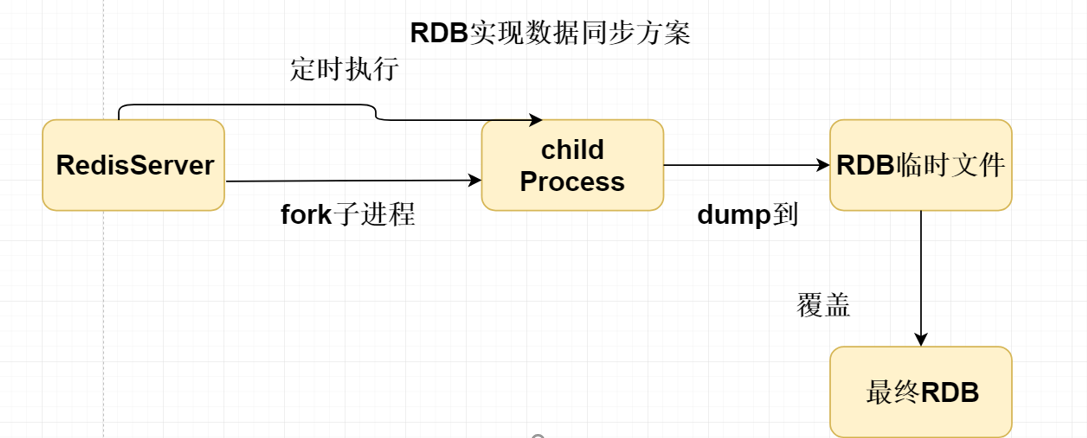 RDB实现数据同步方案
定时执行
RedisServer
child
Process
RDB临时文件
fork子进程
dump到
覆盖
最终RDB